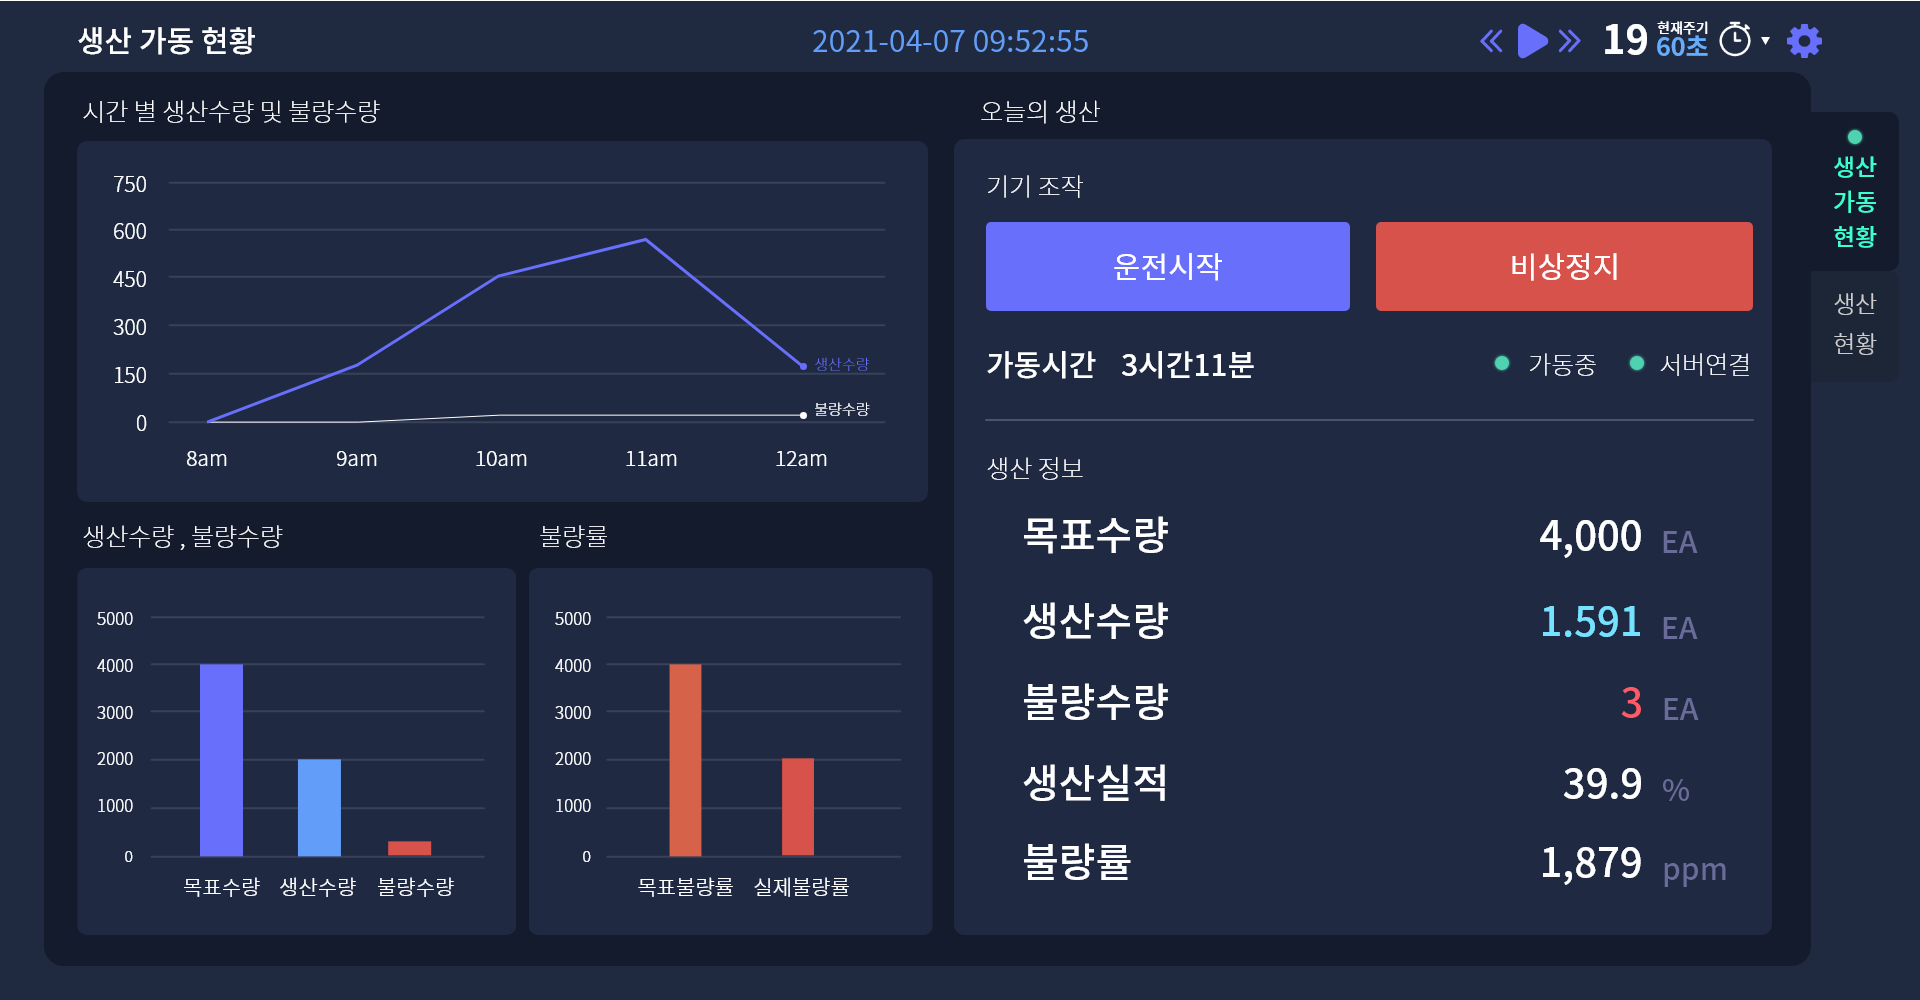 생산 가동 현황
2021-04-07 09:52:55
19
현재주기
60초
시간 별 생산수량 및 불량수량
750
600
450
300
150
0
생산수량
불량수량
8am 9am 10am 11am 12am
생산수량 , 불량수량
5000
4000
3000
2000
1000
0
목표수량 생산수량 불량수량
불량률
5000
4000
3000
2000
1000
0
목표불량률 실제불량률
오늘의 생산
기기 조작
운전시작 비상정지
가동시간 3시간11분 가동중 서버연결
생산 정보
목표수량 4,000 EA
생산수량 1.591 EA
불량수량 3 EA
생산실적 39.9 %
불량률 1,879 ppm
생산
가동
현황
생산
현황